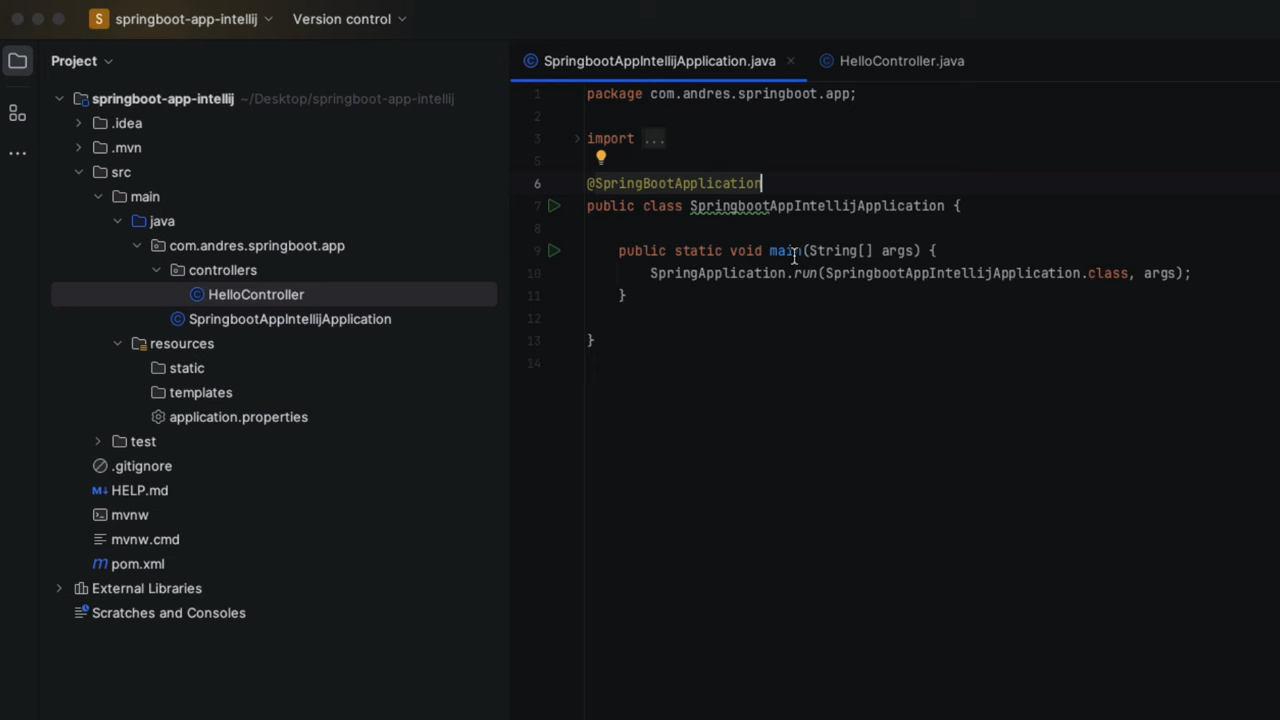 S springboot-app-intellij Version control
Project
springboot-app-intellij ~/Desktop/springboot-app-intellij
.idea
.mvn
src
main
java
com.andres.springboot.app
controllers
HelloController
SpringbootAppIntellijApplication
resources
static
templates
application.properties
test
.gitignore
M↓ HELP.md
mvnw
mvnw.cmd
m pom.xml
External Libraries
Scratches and Consoles
SpringbootAppIntellijApplication.java HelloController.java
1 package com.andres.springboot.app;
2
3 import ...
5
6 @SpringBootApplication
7 public class SpringbootAppIntellijApplication {
8
9 public static void main(String[] args) {
10 SpringApplication.run(SpringbootAppIntellijApplication.class, args);
11 }
12
13 }
14